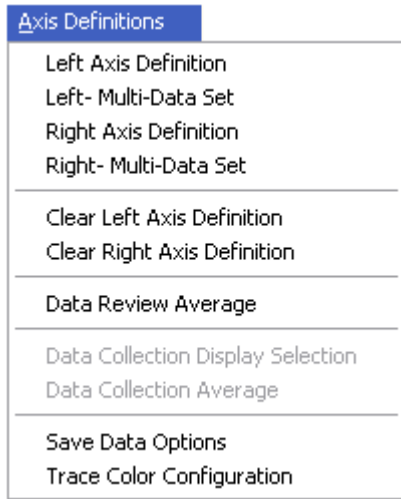 Axis Definitions
Left Axis Definition
Left- Multi-Data Set
Right Axis Definition
Right- Multi-Data Set
Clear Left Axis Definition
Clear Right Axis Definition
Data Review Average
Data Collection Display Selection
Data Collection Average
Save Data Options
Trace Color Configuration